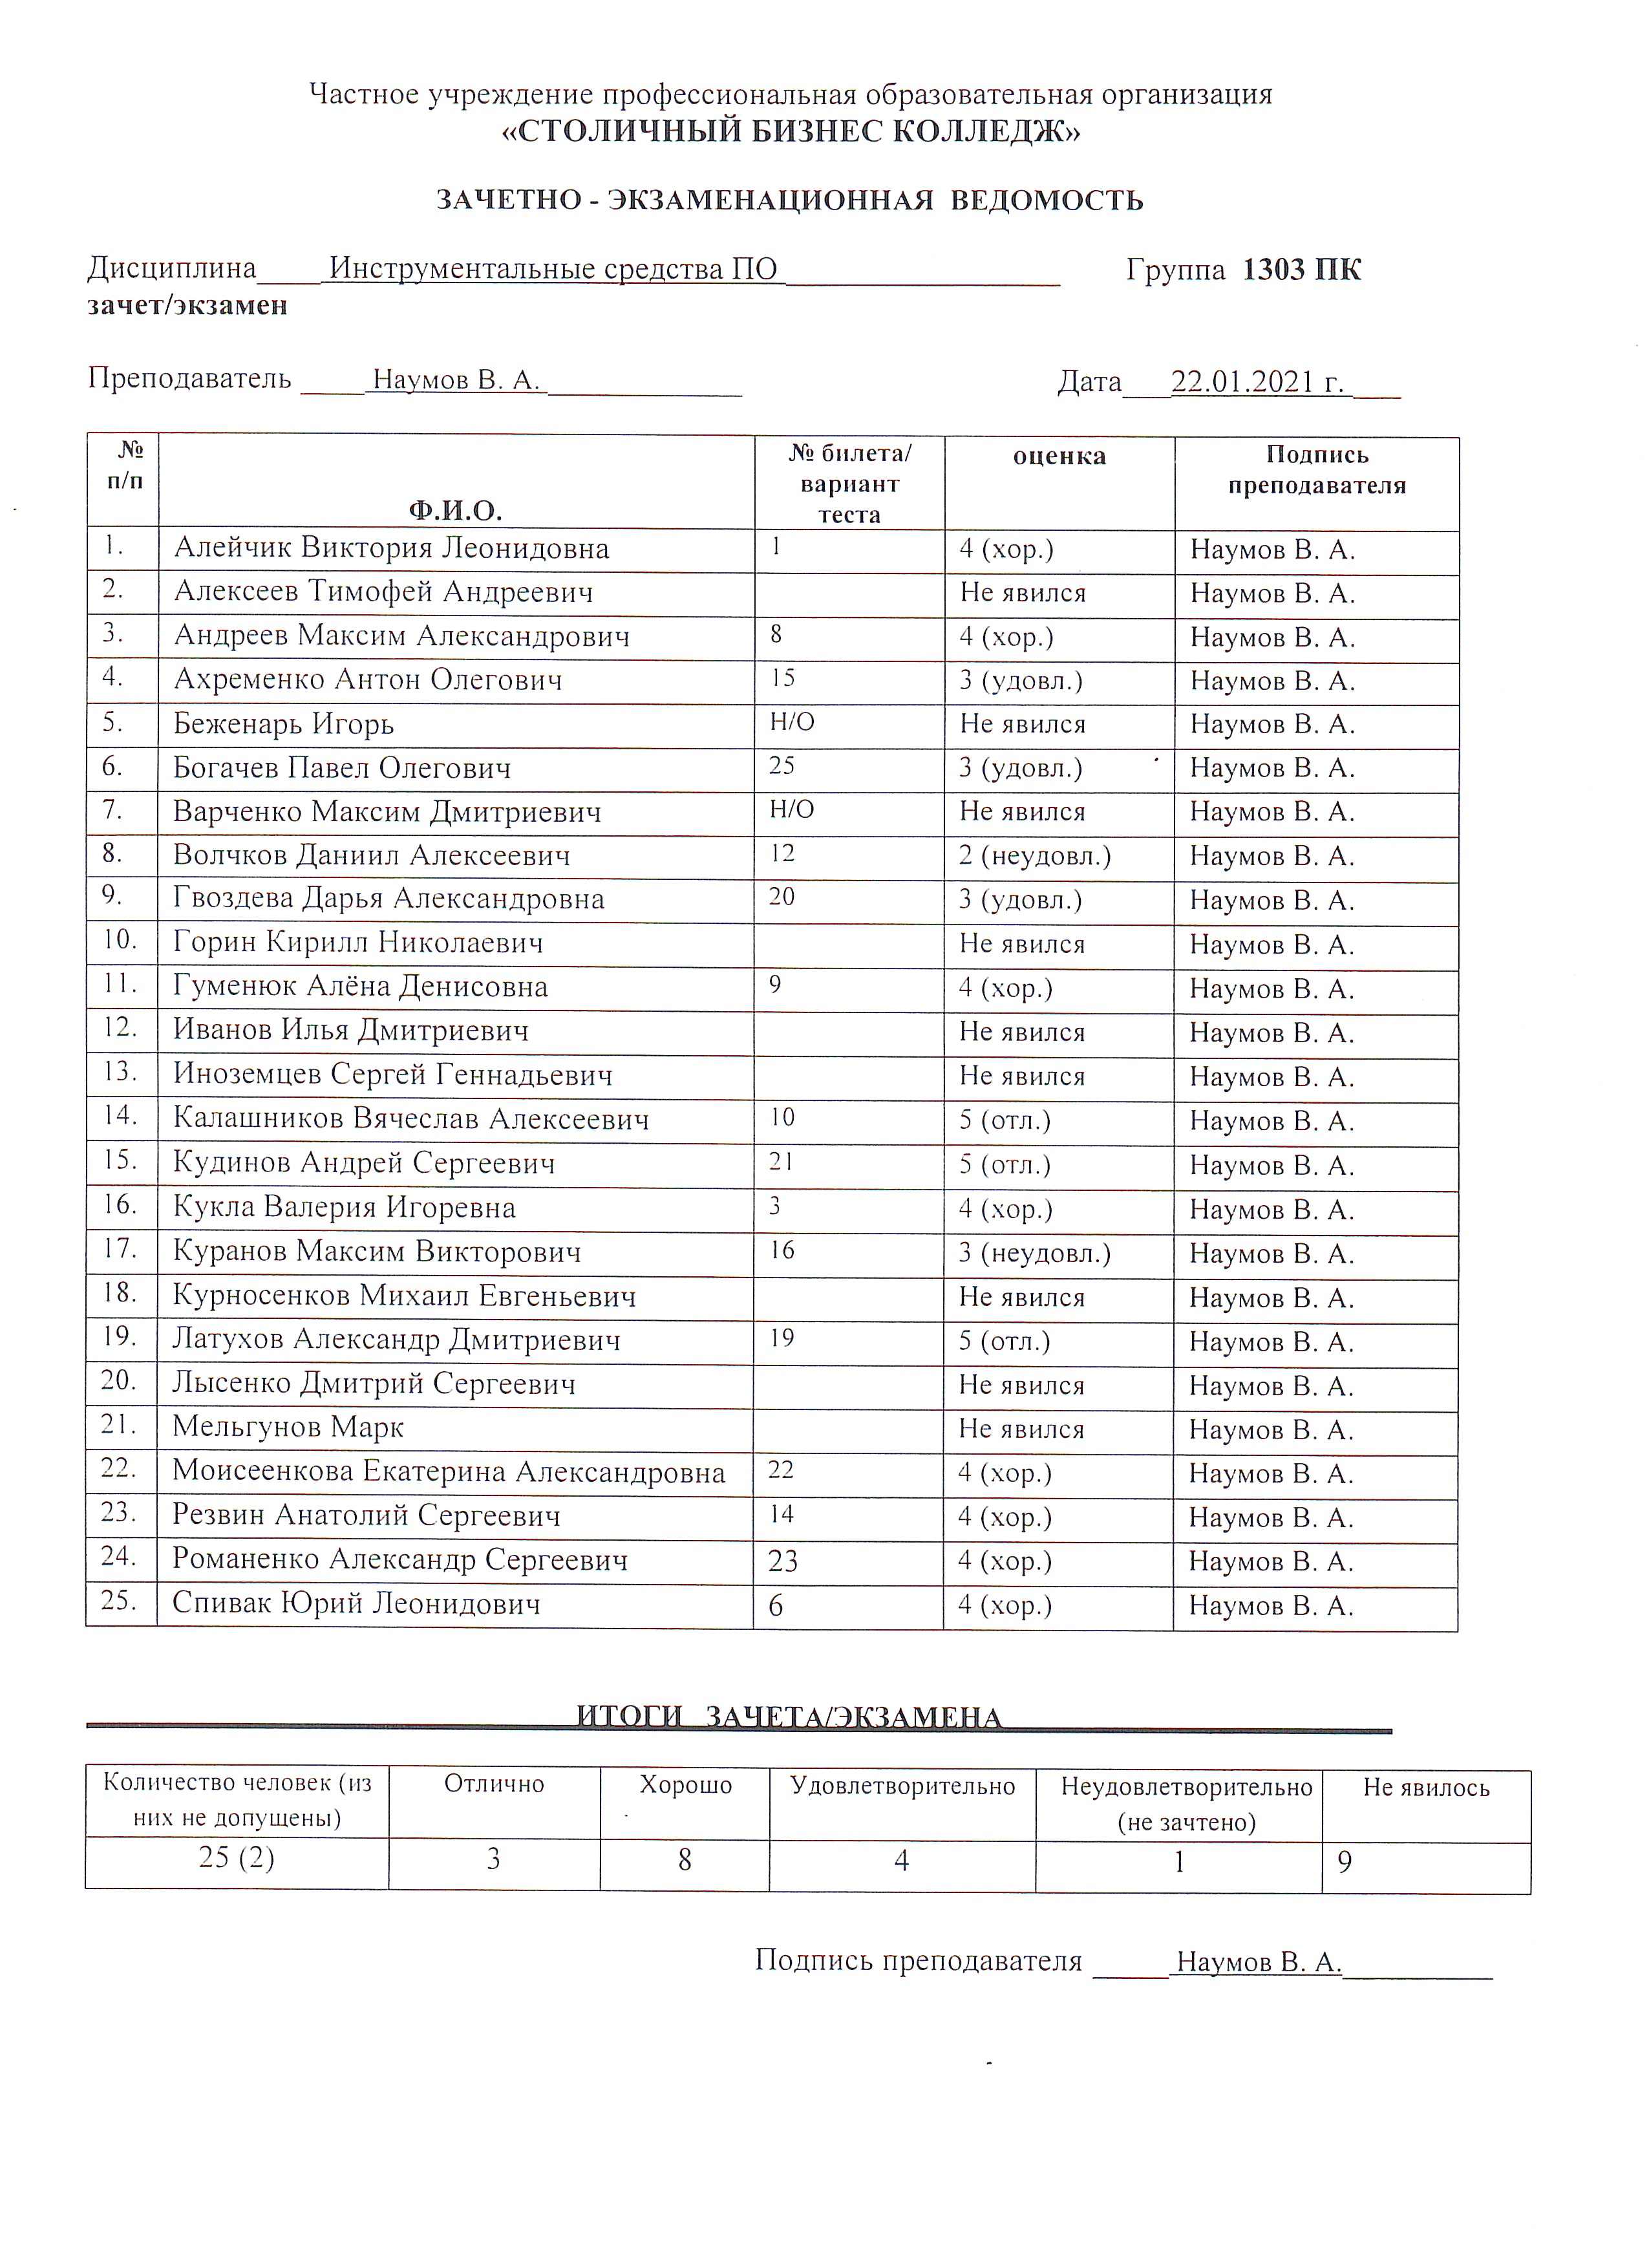 Частное учреждение профессиональная образовательная организация
«СТОЛИЧНЫЙ БИЗНЕС КОЛЛЕДЖ»
ЗАЧЕТНО - ЭКЗАМЕНАЦИОННАЯ ВЕДОМОСТЬ
Дисциплина Инструментальные средства ПО Группа 1303 ПК
зачет/экзамен
Преподаватель Наумов В. А. Дата 22.01.2021 г.
№ п/п Ф.И.О. № билета/ вариант теста оценка Подпись преподавателя
1. Алейчик Виктория Леонидовна 1 4 (хор.) Наумов В. А.
2. Алексеев Тимофей Андреевич Не явился Наумов В. А.
3. Андреев Максим Александрович 8 4 (хор.) Наумов В. А.
4. Ахременко Антон Олегович 15 3 (удовл.) Наумов В. А.
5. Беженарь Игорь Н/О Не явился Наумов В. А.
6. Богачев Павел Олегович 25 3 (удовл.) Наумов В. А.
7. Варченко Максим Дмитриевич Н/О Не явился Наумов В. А.
8. Волчков Даниил Алексеевич 12 2 (неудовл.) Наумов В. А.
9. Гвоздева Дарья Александровна 20 3 (удовл.) Наумов В. А.
10. Горин Кирилл Николаевич Не явился Наумов В. А.
11. Гуменюк Алёна Денисовна 9 4 (хор.) Наумов В. А.
12. Иванов Илья Дмитриевич Не явился Наумов В. А.
13. Иноземцев Сергей Геннадьевич Не явился Наумов В. А.
14. Калашников Вячеслав Алексеевич 10 5 (отл.) Наумов В. А.
15. Кудинов Андрей Сергеевич 21 5 (отл.) Наумов В. А.
16. Кукла Валерия Игоревна 3 4 (хор.) Наумов В. А.
17. Куранов Максим Викторович 16 3 (неудовл.) Наумов В. А.
18. Курносенков Михаил Евгеньевич Не явился Наумов В. А.
19. Латухов Александр Дмитриевич 19 5 (отл.) Наумов В. А.
20. Лысенко Дмитрий Сергеевич Не явился Наумов В. А.
21. Мельгунов Марк Не явился Наумов В. А.
22. Моисеенкова Екатерина Александровна 22 4 (хор.) Наумов В. А.
23. Резвин Анатолий Сергеевич 14 4 (хор.) Наумов В. А.
24. Романенко Александр Сергеевич 23 4 (хор.) Наумов В. А.
25. Спивак Юрий Леонидович 6 4 (хор.) Наумов В. А.
ИТОГИ ЗАЧЕТА/ЭКЗАМЕНА
Количество человек (из них не допущены) Отлично Хорошо Удовлетворительно Неудовлетворительно (не зачтено) Не явилось
25 (2) 3 8 4 1 9
Подпись преподавателя Наумов В. А.